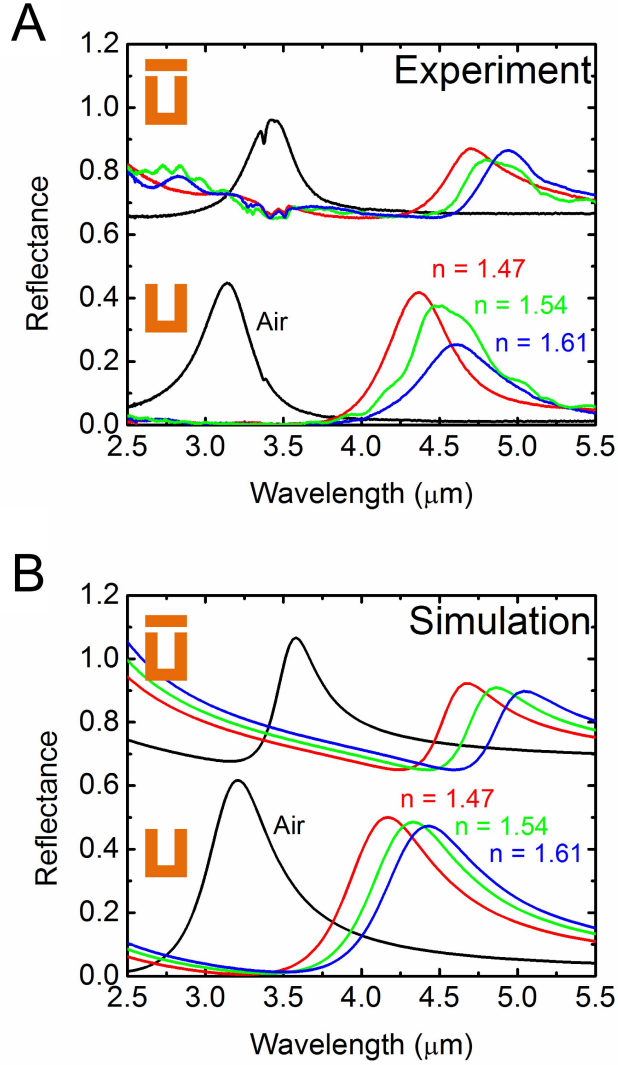 A
Experiment
1.2
1.0
0.8
0.6
0.4
0.2
0.0
Reflectance
n = 1.47
n = 1.54
n = 1.61
Air
2.5 3.0 3.5 4.0 4.5 5.0 5.5
Wavelength (μm)
B
Simulation
1.2
1.0
0.8
0.6
0.4
0.2
0.0
Reflectance
n = 1.47
n = 1.54
n = 1.61
Air
2.5 3.0 3.5 4.0 4.5 5.0 5.5
Wavelength (μm)